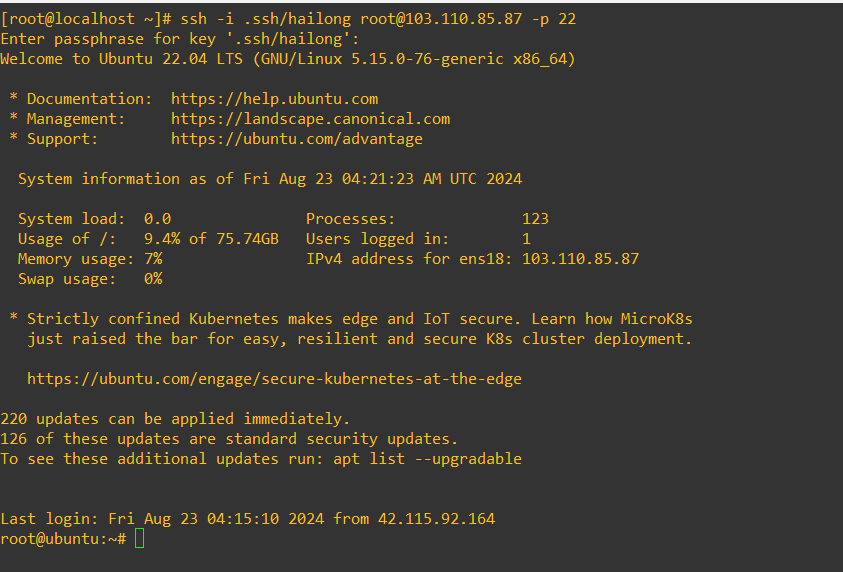 [root@localhost ~]# ssh -i .ssh/hailong root@103.110.85.87 -p 22
Enter passphrase for key '.ssh/hailong':
Welcome to Ubuntu 22.04 LTS (GNU/Linux 5.15.0-76-generic x86_64)

 * Documentation:  https://help.ubuntu.com
 * Management:     https://landscape.canonical.com
 * Support:        https://ubuntu.com/advantage

  System information as of Fri Aug 23 04:21:23 AM UTC 2024

  System load:  0.0               Processes:              123
  Usage of /:   9.4% of 75.74GB   Users logged in:        1
  Memory usage: 7%                IPv4 address for ens18: 103.110.85.87
  Swap usage:   0%

 * Strictly confined Kubernetes makes edge and IoT secure. Learn how MicroK8s
   just raised the bar for easy, resilient and secure K8s cluster deployment.

   https://ubuntu.com/engage/secure-kubernetes-at-the-edge

220 updates can be applied immediately.
126 of these updates are standard security updates.
To see these additional updates run: apt list --upgradable


Last login: Fri Aug 23 04:15:10 2024 from 42.115.92.164
root@ubuntu:~#